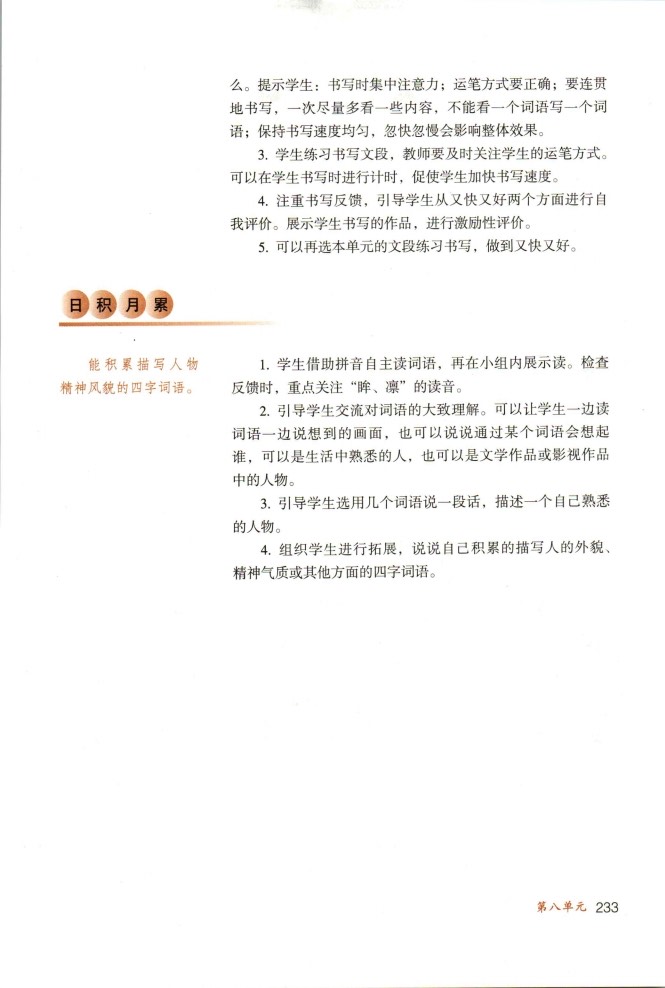 么。提示学生：书写时集中注意力；运笔方式要正确；要连贯
地书写，一次尽量多看一些内容，不能看一个词语写一个词
语；保持书写速度均匀，忽快忽慢会影响整体效果。
3. 学生练习书写文段，教师要及时关注学生的运笔方式。
可以在学生书写时进行计时，促使学生加快书写速度。
4. 注重书写反馈，引导学生从又快又好两个方面进行自
我评价。展示学生书写的作品，进行激励性评价。
5. 可以再选本单元的文段练习书写，做到又快又好。
日积月累
能积累描写人物
精神风貌的四字词语。
1. 学生借助拼音自主读词语，再在小组内展示读。检查
反馈时，重点关注“眸、凛”的读音。
2. 引导学生交流对词语的大致理解。可以让学生一边读
词语一边说想到的画面，也可以说说通过某个词语会想起
谁，可以是生活中熟悉的人，也可以是文学作品或影视作品
中的人物。
3. 引导学生选用几个词语说一段话，描述一个自己熟悉
的人物。
4. 组织学生进行拓展，说说自己积累的描写人的外貌、
精神气质或其他方面的四字词语。
第八单元 233